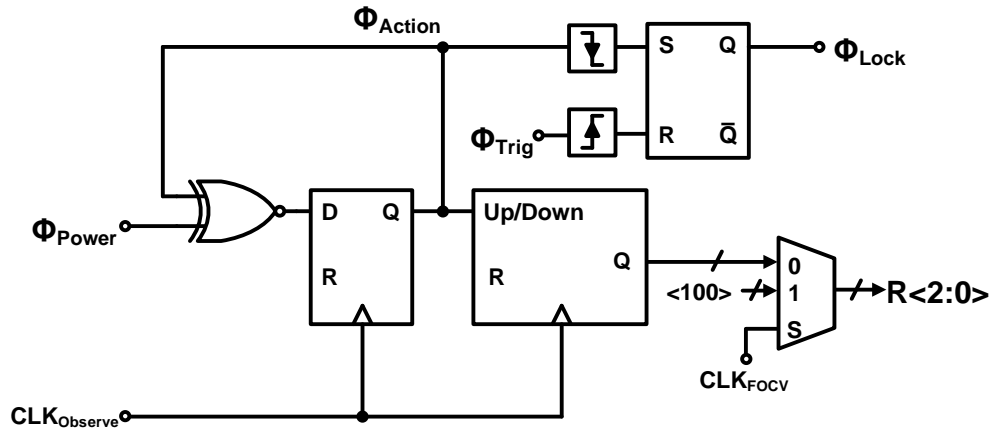 Φ_Action
S Q
Φ_Lock
Φ_Trig
R Q̅
D Q
Up/Down
Φ_Power
R
R
Q
0
<100>
1
R<2:0>
S
CLK_FOCV
CLK_Observe